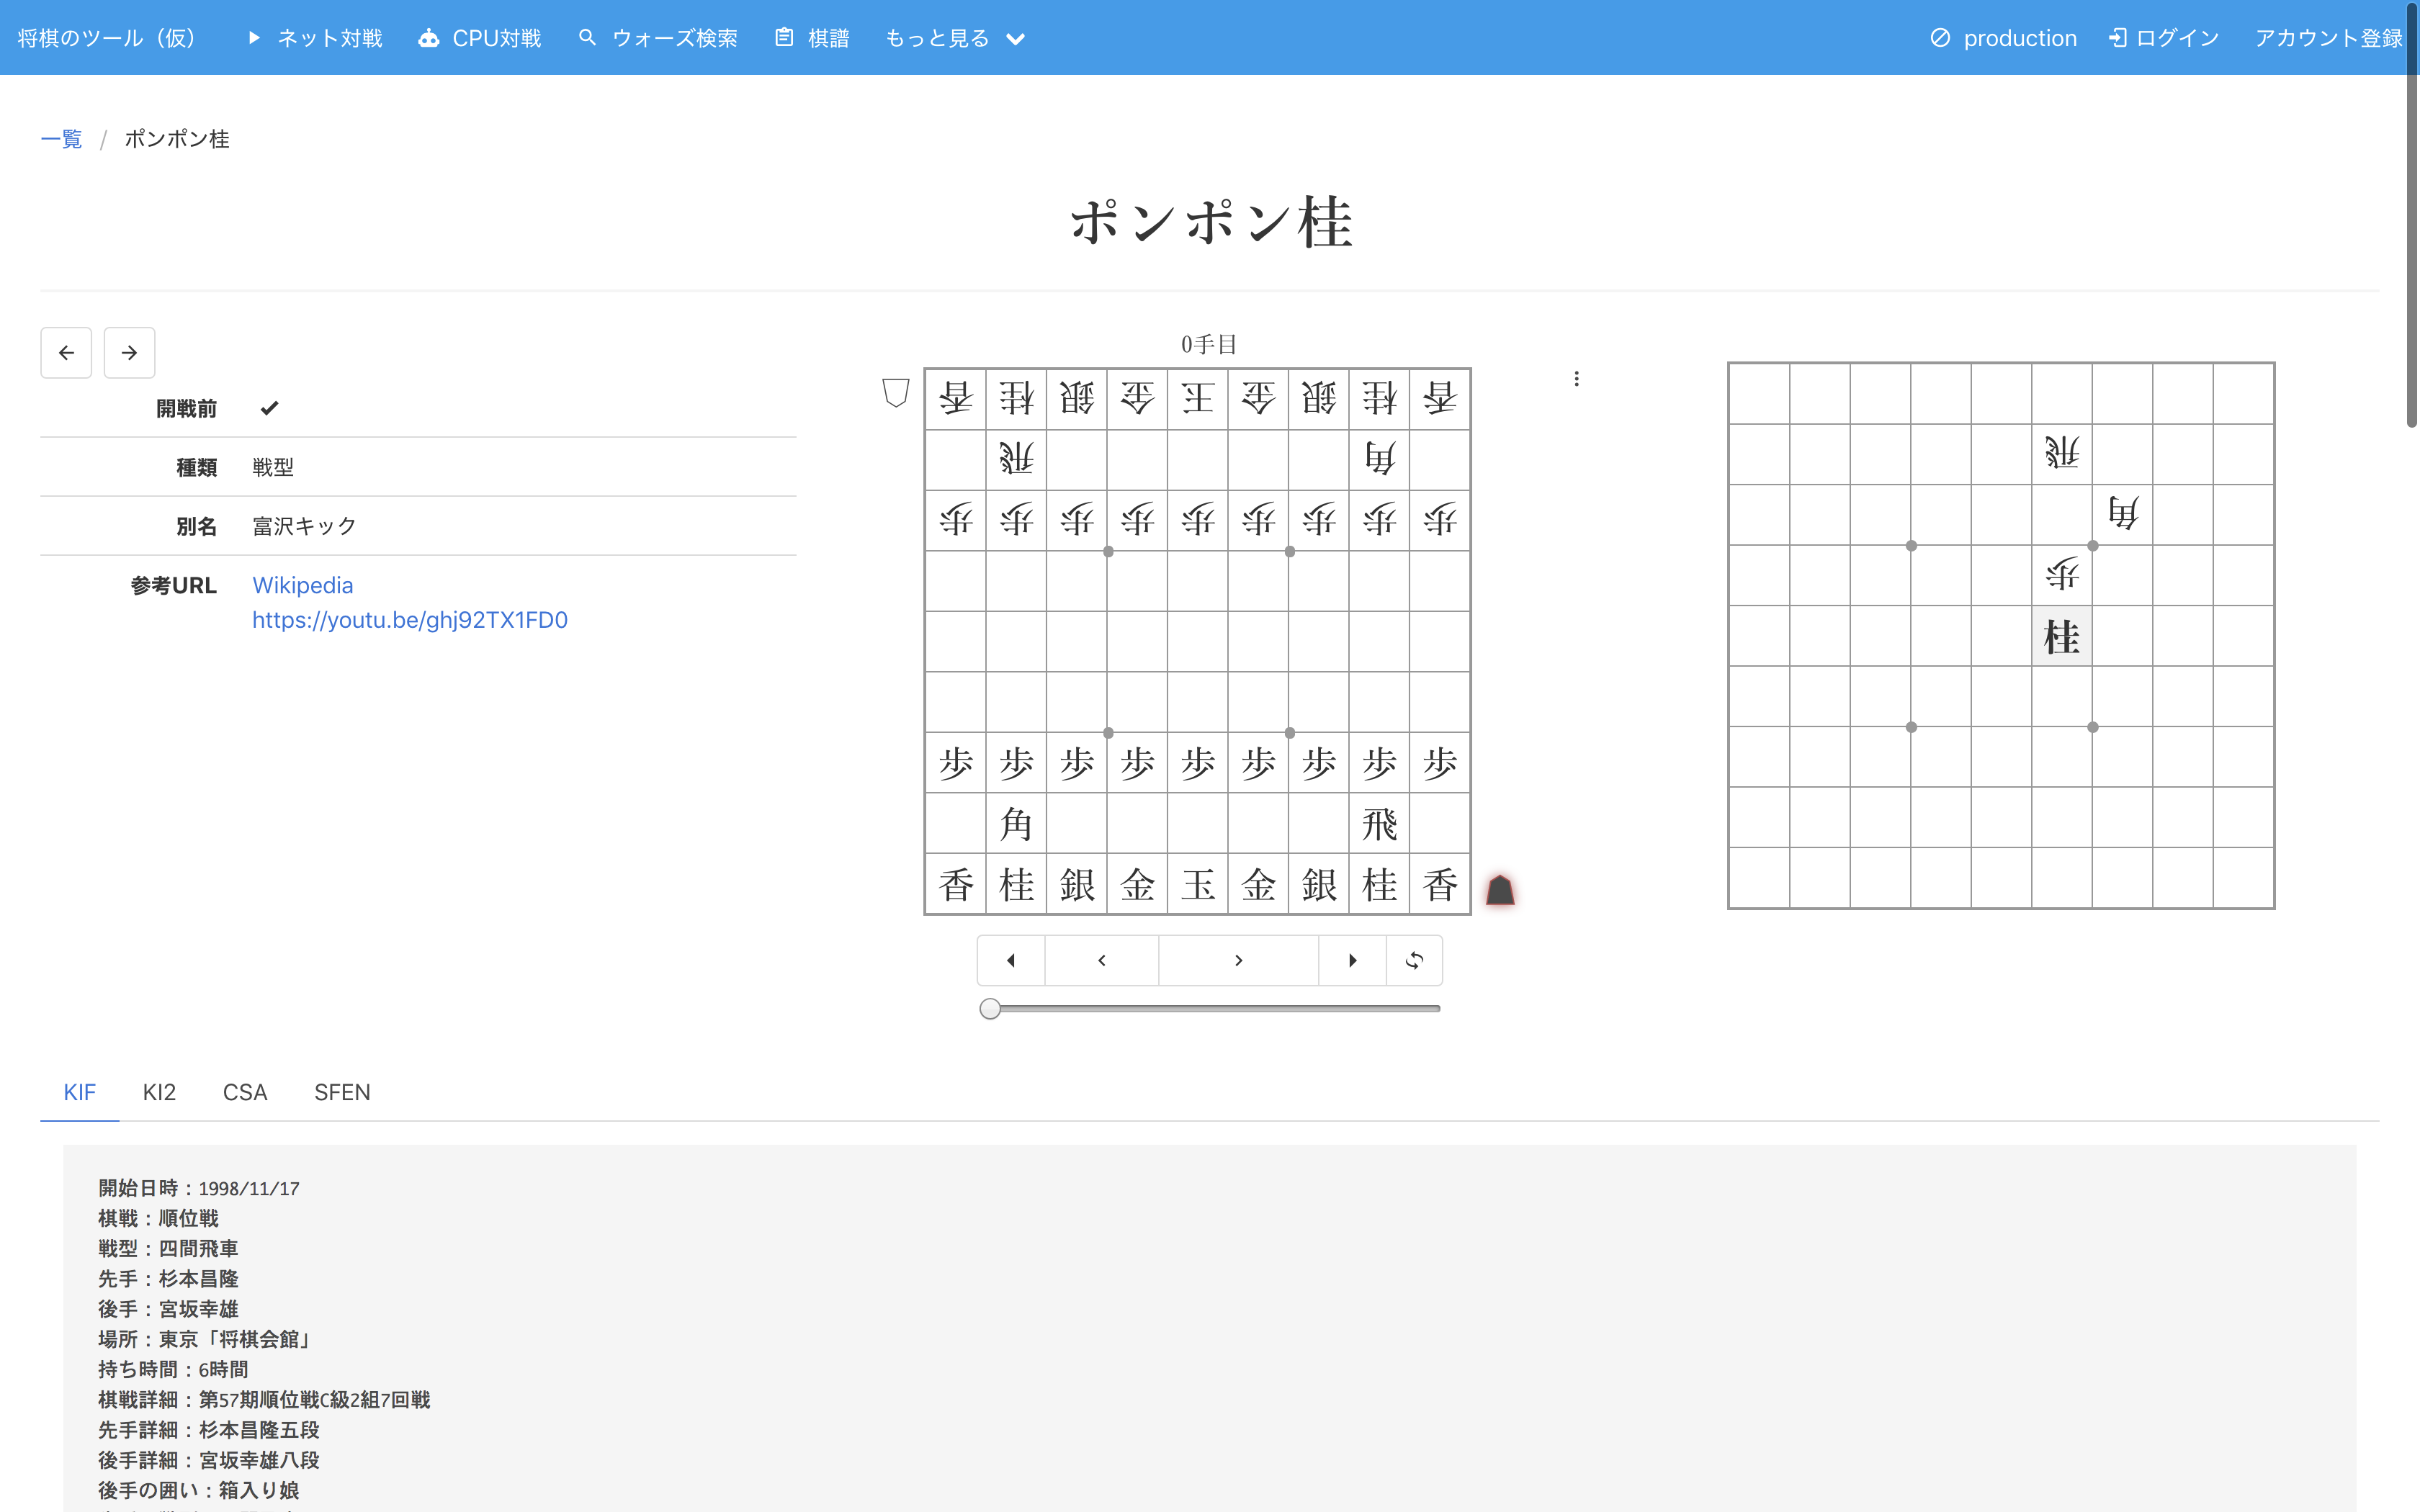 将棋のツール（仮） ネット対戦 CPU対戦 ウォーズ検索 棋譜 もっと見る production ログイン アカウント登録
一覧 / ポンポン桂
ポンポン桂
開戦前
種類 戦型
別名 富沢キック
参考URL Wikipedia
https://youtu.be/ghj92TX1FD0
0手目
香桂銀金王金銀桂香
飛角
歩歩歩歩歩歩歩歩歩
歩歩歩歩歩歩歩歩歩
角飛
香桂銀金玉金銀桂香
飛
角
歩
桂
KIF KI2 CSA SFEN
開始日時：1998/11/17
棋戦：順位戦
戦型：四間飛車
先手：杉本昌隆
後手：宮坂幸雄
場所：東京「将棋会館」
持ち時間：6時間
棋戦詳細：第57期順位戦C級2組7回戦
先手詳細：杉本昌隆五段
後手詳細：宮坂幸雄八段
後手の囲い：箱入り娘